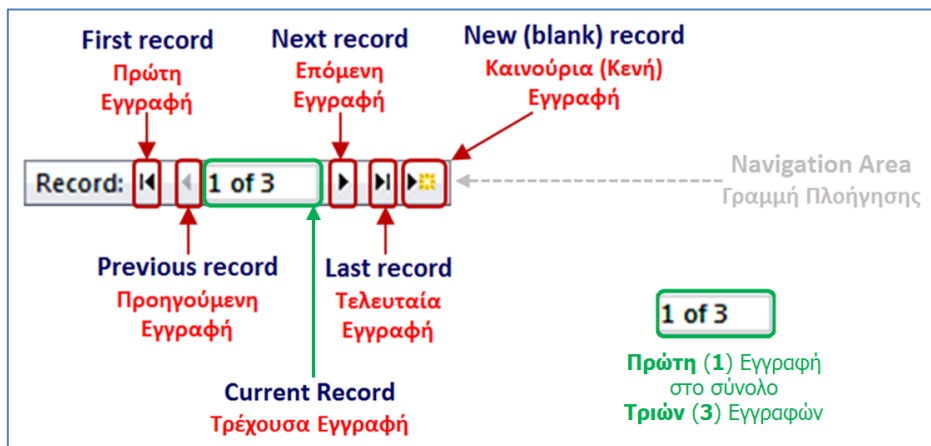 First record
Πρώτη
Εγγραφή
Next record
Επόμενη
Εγγραφή
New (blank) record
Καινούρια (Κενή)
Εγγραφή
Record: 1 of 3
Navigation Area
Γραμμή Πλοήγησης
Previous record
Προηγούμενη
Εγγραφή
Last record
Τελευταία
Εγγραφή
Current Record
Τρέχουσα Εγγραφή
1 of 3
Πρώτη (1) Εγγραφή
στο σύνολο
Τριών (3) Εγγραφών